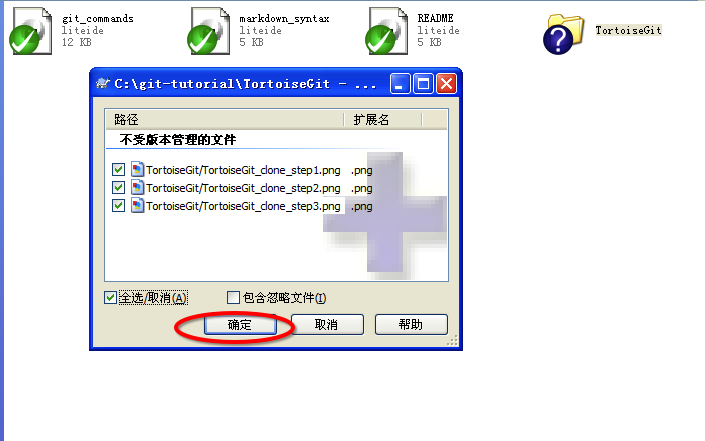 git_commands
liteide
12 KB
markdown_syntax
liteide
5 KB
README
liteide
5 KB
TortoiseGit
C:\git-tutorial\TortoiseGit - ...
路径 扩展名
不受版本管理的文件
TortoiseGit/TortoiseGit_clone_step1.png .png
TortoiseGit/TortoiseGit_clone_step2.png .png
TortoiseGit/TortoiseGit_clone_step3.png .png
全选/取消(A) 包含忽略文件(I)
确定 取消 帮助